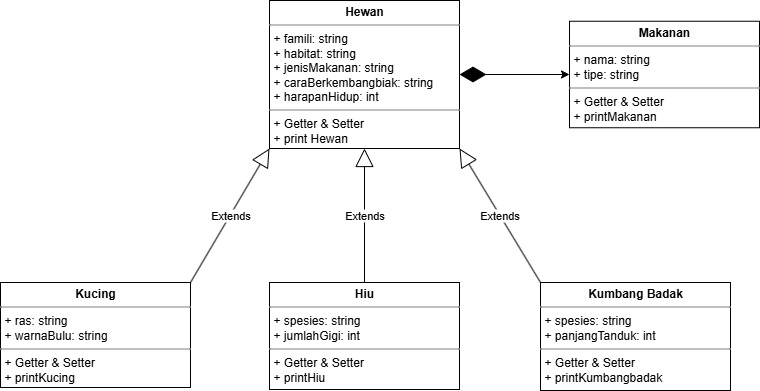 Hewan
+ famili: string
+ habitat: string
+ jenisMakanan: string
+ caraBerkembangbiak: string
+ harapanHidup: int
+ Getter & Setter
+ print Hewan
Makanan
+ nama: string
+ tipe: string
+ Getter & Setter
+ printMakanan
Extends
Extends
Extends
Kucing
+ ras: string
+ warnaBulu: string
+ Getter & Setter
+ printKucing
Hiu
+ spesies: string
+ jumlahGigi: int
+ Getter & Setter
+ printHiu
Kumbang Badak
+ spesies: string
+ panjangTanduk: int
+ Getter & Setter
+ printKumbangbadak